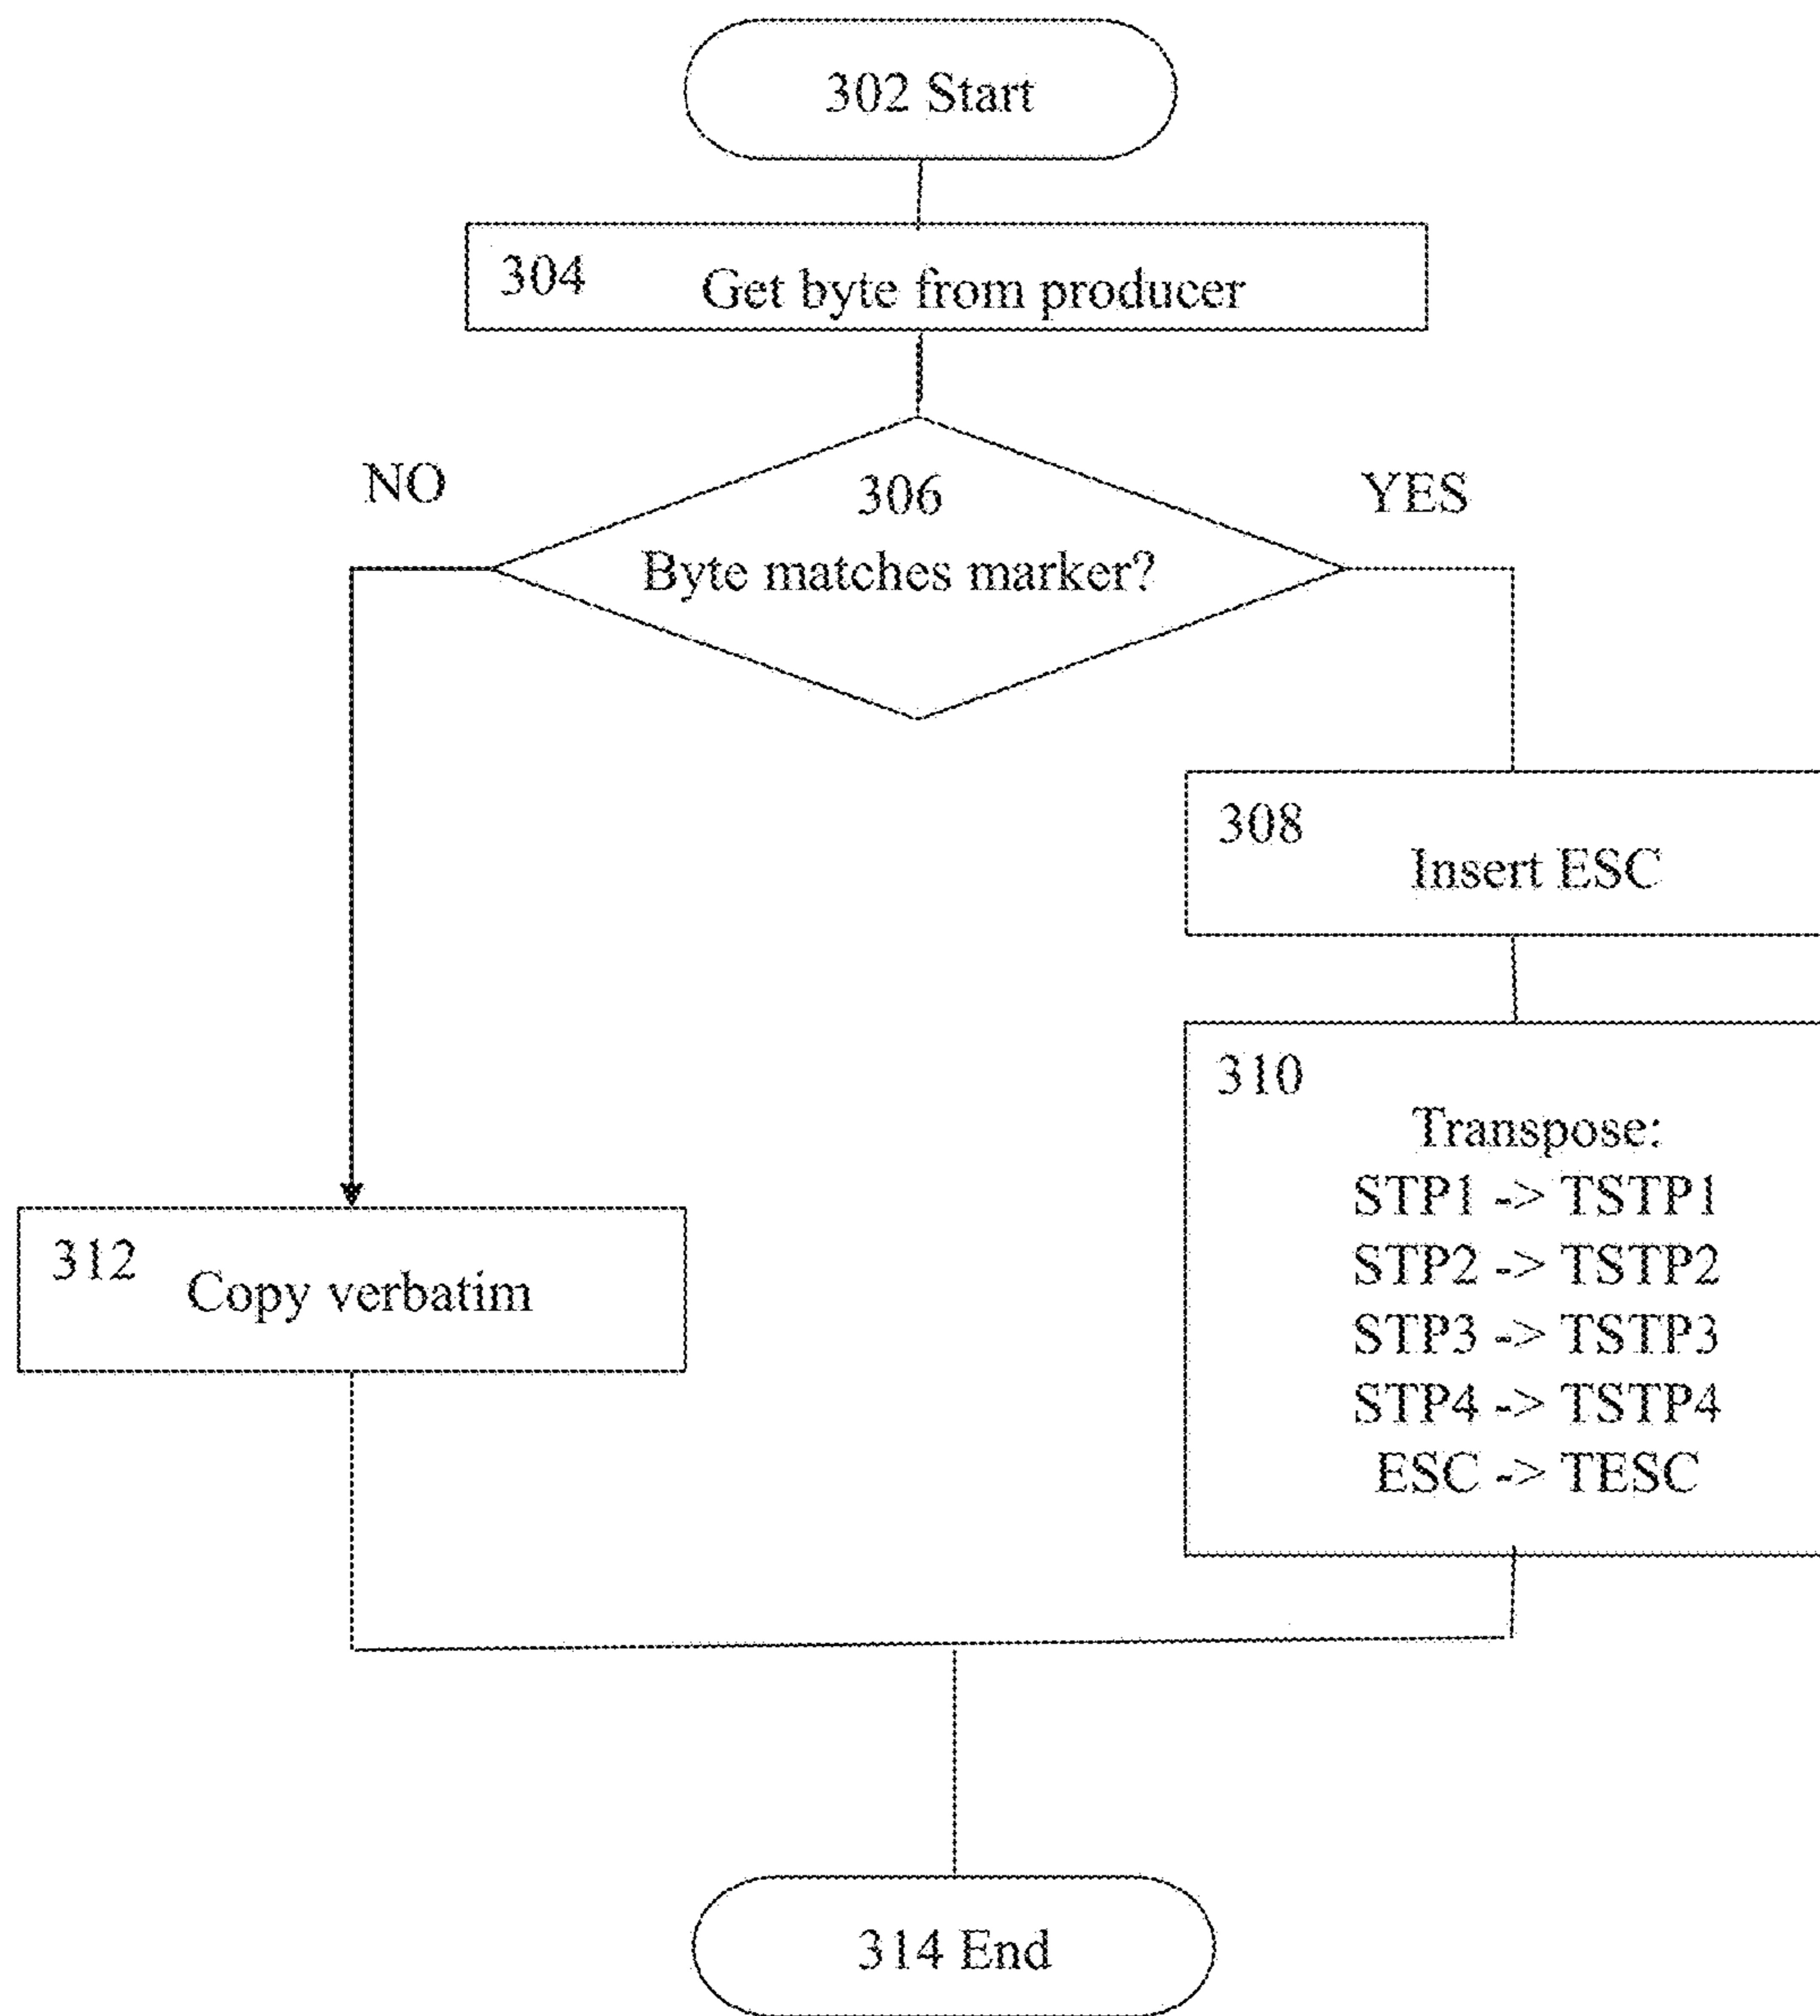 302 Start
304 Get byte from producer
NO
YES
306
Byte matches marker?
308
Insert ESC
310
Transpose:
STP1 -> TSTP1
STP2 -> TSTP2
STP3 -> TSTP3
STP4 -> TSTP4
ESC -> TESC
312 Copy verbatim
314 End